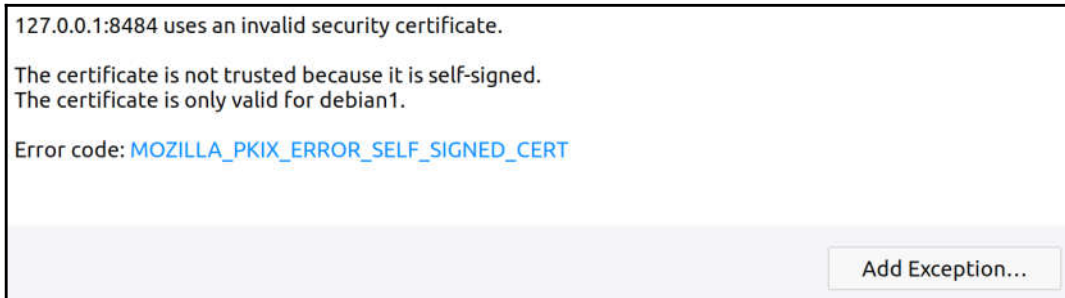 127.0.0.1:8484 uses an invalid security certificate.
The certificate is not trusted because it is self-signed.
The certificate is only valid for debian1.
Error code: MOZILLA_PKIX_ERROR_SELF_SIGNED_CERT
Add Exception...